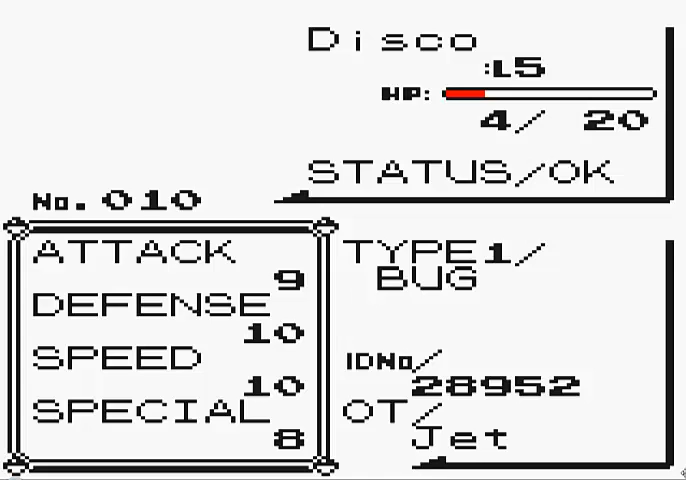 Disco
:L5
HP:
4/ 20
STATUS/OK
No. 010
ATTACK
9
DEFENSE
10
SPEED
10
SPECIAL
8
TYPE1/
BUG
IDNo/
28952
OT/
Jet